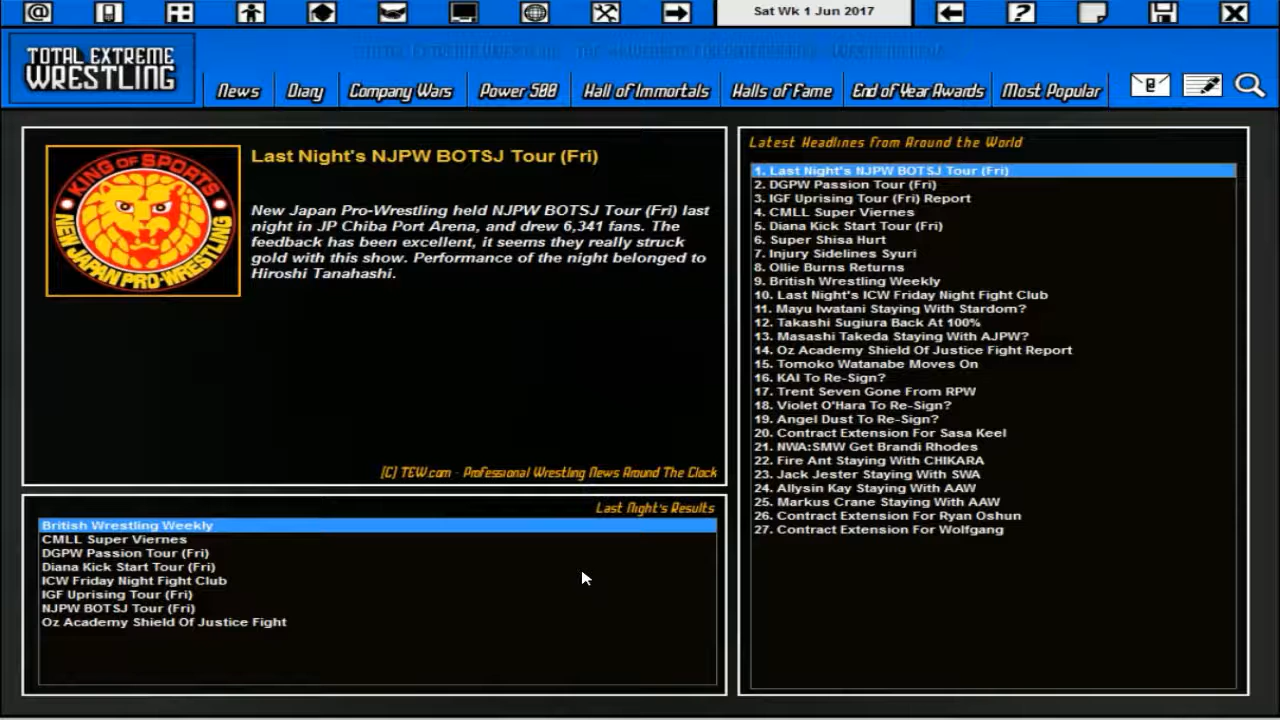 Sat Wk 1 Jun 2017
TOTAL EXTREME
WRESTLING
News
Diary
Company Wars
Power 500
Hall of Immortals
Halls of Fame
End of Year Awards
Most Popular
KING OF SPORTS
NEW JAPAN PRO-WRESTLING
Last Night's NJPW BOTSJ Tour (Fri)
New Japan Pro-Wrestling held NJPW BOTSJ Tour (Fri) last
night in JP Chiba Port Arena, and drew 6,341 fans. The
feedback has been excellent, it seems they really struck
gold with this show. Performance of the night belonged to
Hiroshi Tanahashi.
(C) TEW.com - Professional Wrestling News Around The Clock
Last Night's Results
British Wrestling Weekly
CMLL Super Viernes
DGPW Passion Tour (Fri)
Diana Kick Start Tour (Fri)
ICW Friday Night Fight Club
IGF Uprising Tour (Fri)
NJPW BOTSJ Tour (Fri)
Oz Academy Shield Of Justice Fight
Latest Headlines From Around the World
1. Last Night's NJPW BOTSJ Tour (Fri)
2. DGPW Passion Tour (Fri)
3. IGF Uprising Tour (Fri) Report
4. CMLL Super Viernes
5. Diana Kick Start Tour (Fri)
6. Super Shisa Hurt
7. Injury Sidelines Syuri
8. Ollie Burns Returns
9. British Wrestling Weekly
10. Last Night's ICW Friday Night Fight Club
11. Mayu Iwatani Staying With Stardom?
12. Takashi Sugiura Back At 100%
13. Masashi Takeda Staying With AJPW?
14. Oz Academy Shield Of Justice Fight Report
15. Tomoko Watanabe Moves On
16. KAI To Re-Sign?
17. Trent Seven Gone From RPW
18. Violet O'Hara To Re-Sign?
19. Angel Dust To Re-Sign?
20. Contract Extension For Sasa Keel
21. NWA:SMW Get Brandi Rhodes
22. Fire Ant Staying With CHIKARA
23. Jack Jester Staying With SWA
24. Allysin Kay Staying With AAW
25. Markus Crane Staying With AAW
26. Contract Extension For Ryan Oshun
27. Contract Extension For Wolfgang